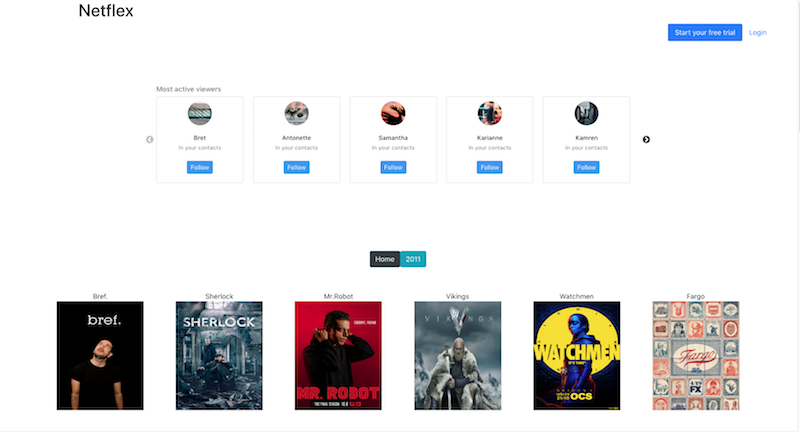 Netflex
Start your free trial Login
Most active viewers
Bret Antonette Samantha Karianne Kamren
In your contacts In your contacts In your contacts In your contacts In your contacts
Follow Follow Follow Follow Follow
Home 2011
Bref. Sherlock Mr.Robot Vikings Watchmen Fargo
bref.
SHERLOCK
MR. ROBOT
VIKINGS
WATCHMEN
OCS
Fargo
FX